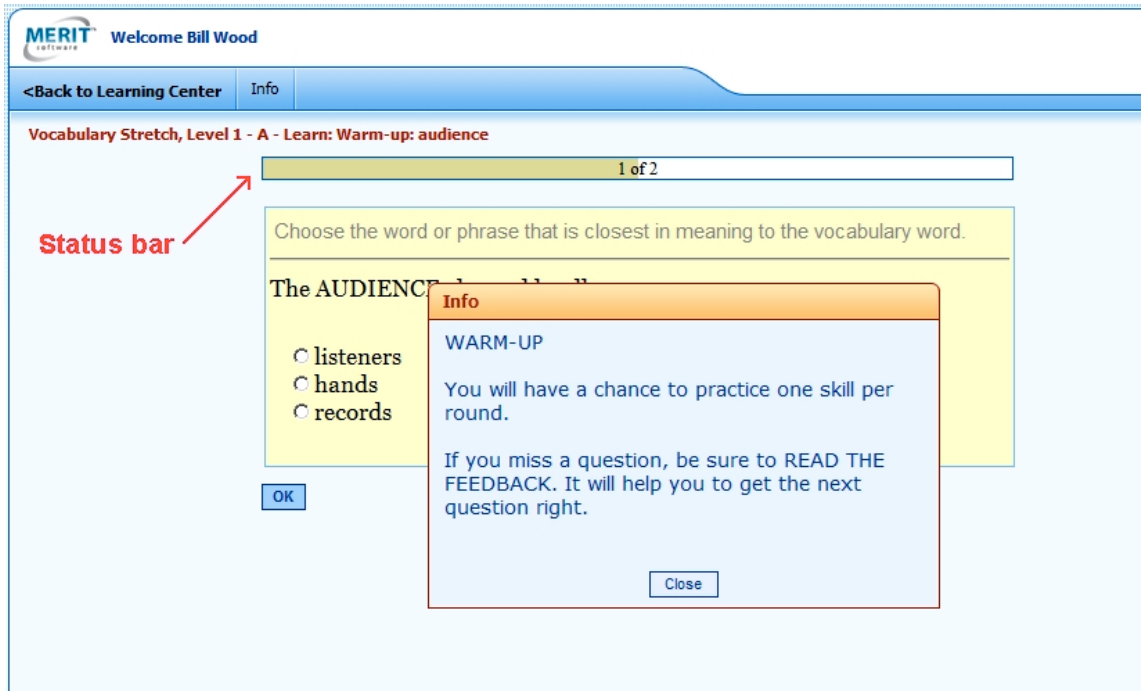 MERIT™ Welcome Bill Wood
software
<Back to Learning Center Info
Vocabulary Stretch, Level 1 - A - Learn: Warm-up: audience
1 of 2
Status bar
Choose the word or phrase that is closest in meaning to the vocabulary word.
The AUDIENCE
listeners
hands
records
OK
Info
WARM-UP
You will have a chance to practice one skill per
round.
If you miss a question, be sure to READ THE
FEEDBACK. It will help you to get the next
question right.
Close